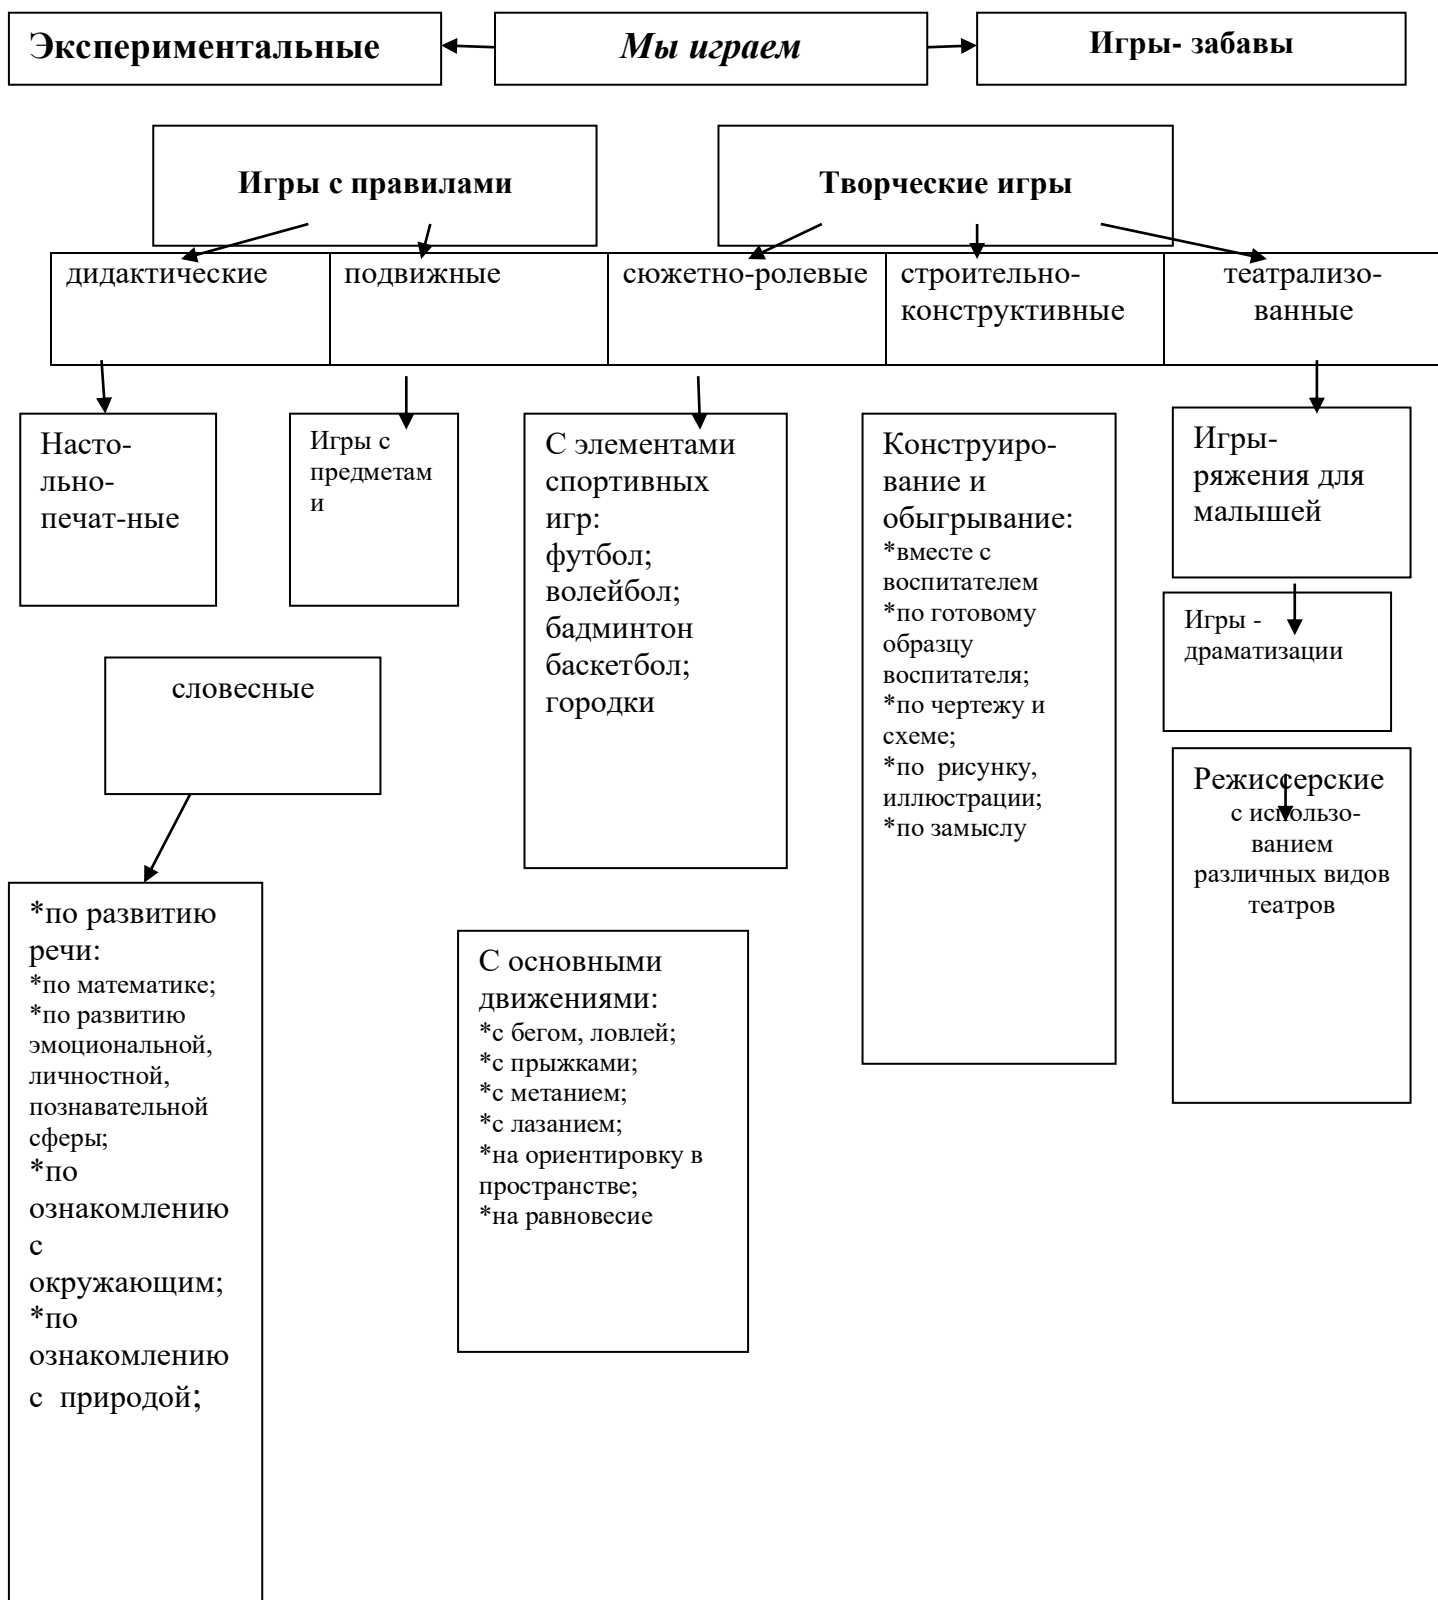 Экспериментальные
Мы играем
Игры- забавы
Игры с правилами
Творческие игры
дидактические
подвижные
сюжетно-ролевые
строительно-
конструктивные
театрализо-
ванные
Насто-
льно-
печат-ные
Игры с
предметам
и
С элементами
спортивных
игр:
футбол;
волейбол;
бадминтон
баскетбол;
городки
Конструиро-
вание и
обыгрывание:
*вместе с
воспитателем
*по готовому
образцу
воспитателя;
*по чертежу и
схеме;
*по рисунку,
иллюстрации;
*по замыслу
Игры-
ряжения для
малышей
Игры -
драматизации
словесные
Режиссерские
с использо-
ванием
различных видов
театров
*по развитию
речи:
*по математике;
*по развитию
эмоциональной,
личностной,
познавательной
сферы;
*по
ознакомлению
с
окружающим;
*по
ознакомлению
с природой;
С основными
движениями:
*с бегом, ловлей;
*с прыжками;
*с метанием;
*с лазанием;
*на ориентировку в
пространстве;
*на равновесие